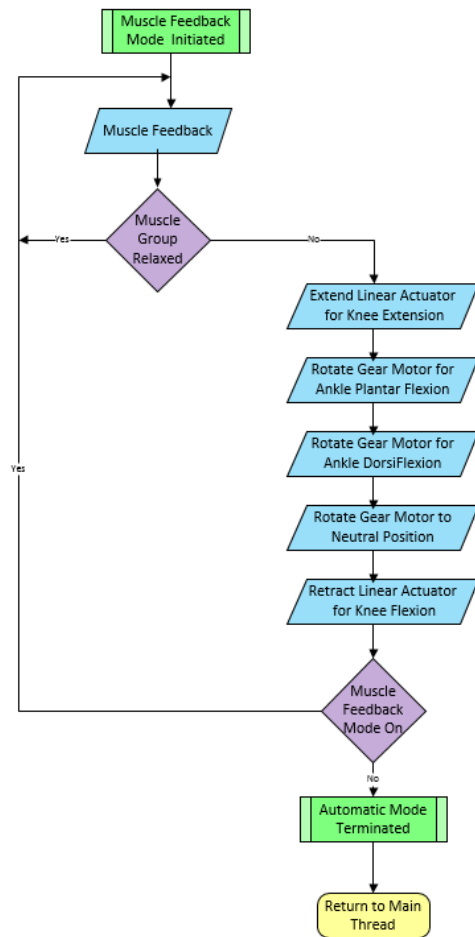 Muscle Feedback
Mode Initiated
Muscle Feedback
Muscle
Group
Relaxed
Yes
No
Extend Linear Actuator
for Knee Extension
Rotate Gear Motor for
Ankle Plantar Flexion
Rotate Gear Motor for
Ankle DorsiFlexion
Yes
Rotate Gear Motor to
Neutral Position
Retract Linear Actuator
for Knee Flexion
Muscle
Feedback
Mode On
No
Automatic Mode
Terminated
Return to Main
Thread